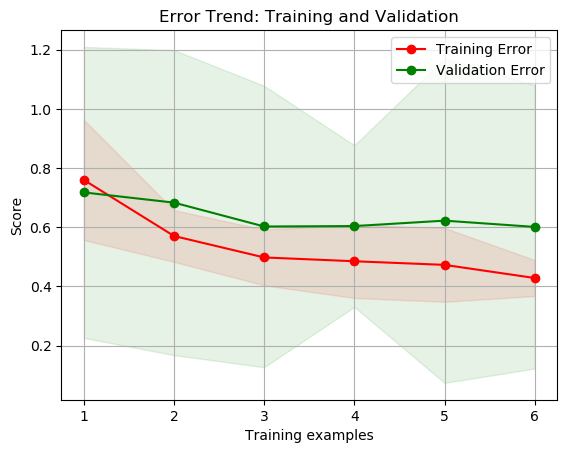 Error Trend: Training and Validation
Training Error
Validation Error
Score
1.2
1.0
0.8
0.6
0.4
0.2
1 2 3 4 5 6
Training examples